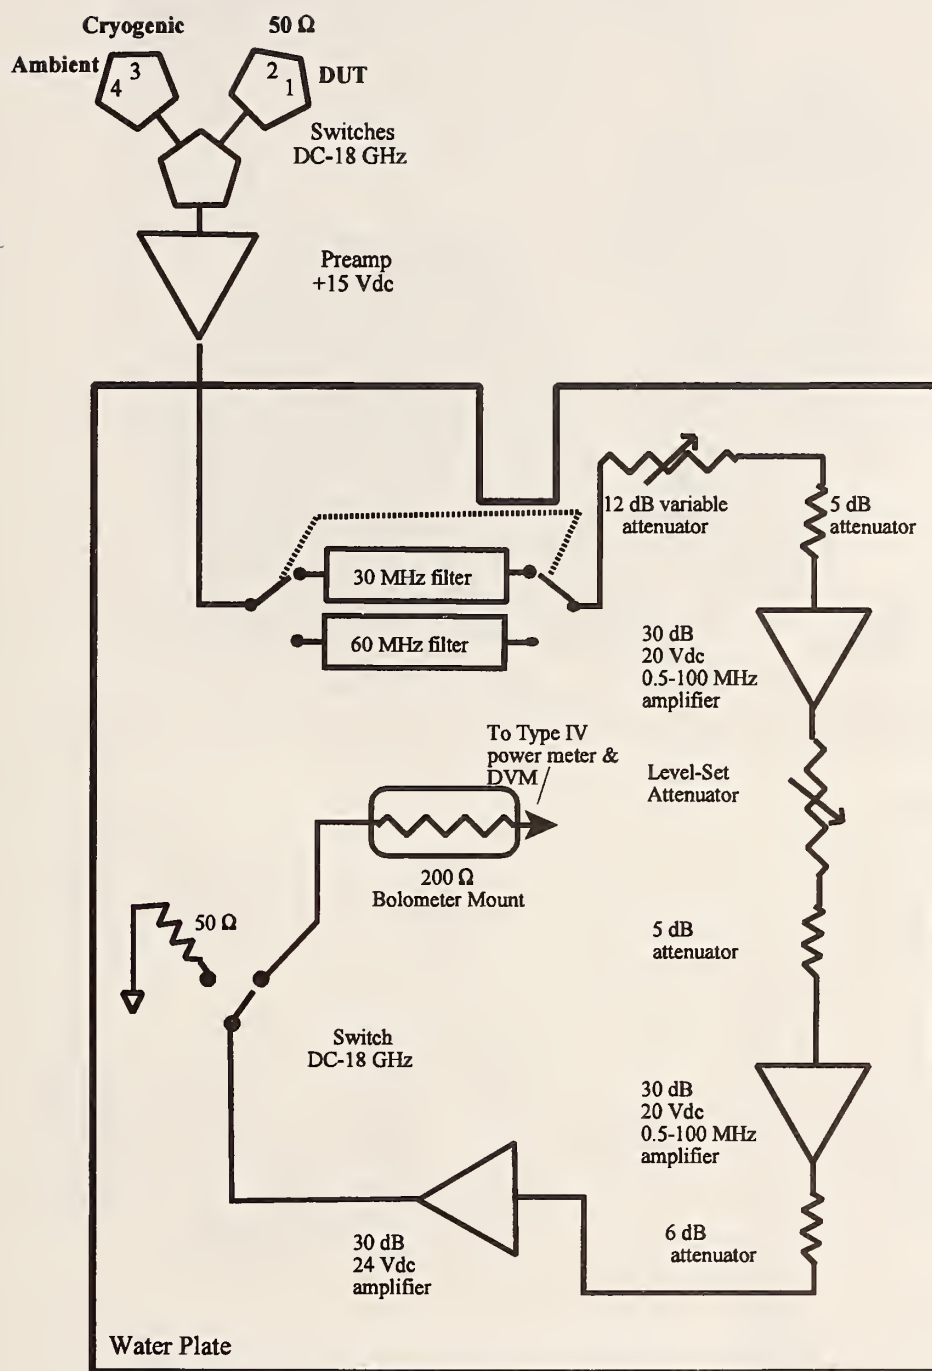 Cryogenic
50 Ω
Ambient
3
4
2
1
DUT
Switches
DC-18 GHz
Preamp
+15 Vdc
12 dB variable
attenuator
5 dB
attenuator
30 MHz filter
60 MHz filter
30 dB
20 Vdc
0.5-100 MHz
amplifier
To Type IV
power meter &
DVM
Level-Set
Attenuator
200 Ω
Bolometer Mount
50 Ω
5 dB
attenuator
Switch
DC-18 GHz
30 dB
20 Vdc
0.5-100 MHz
amplifier
6 dB
attenuator
30 dB
24 Vdc
amplifier
Water Plate